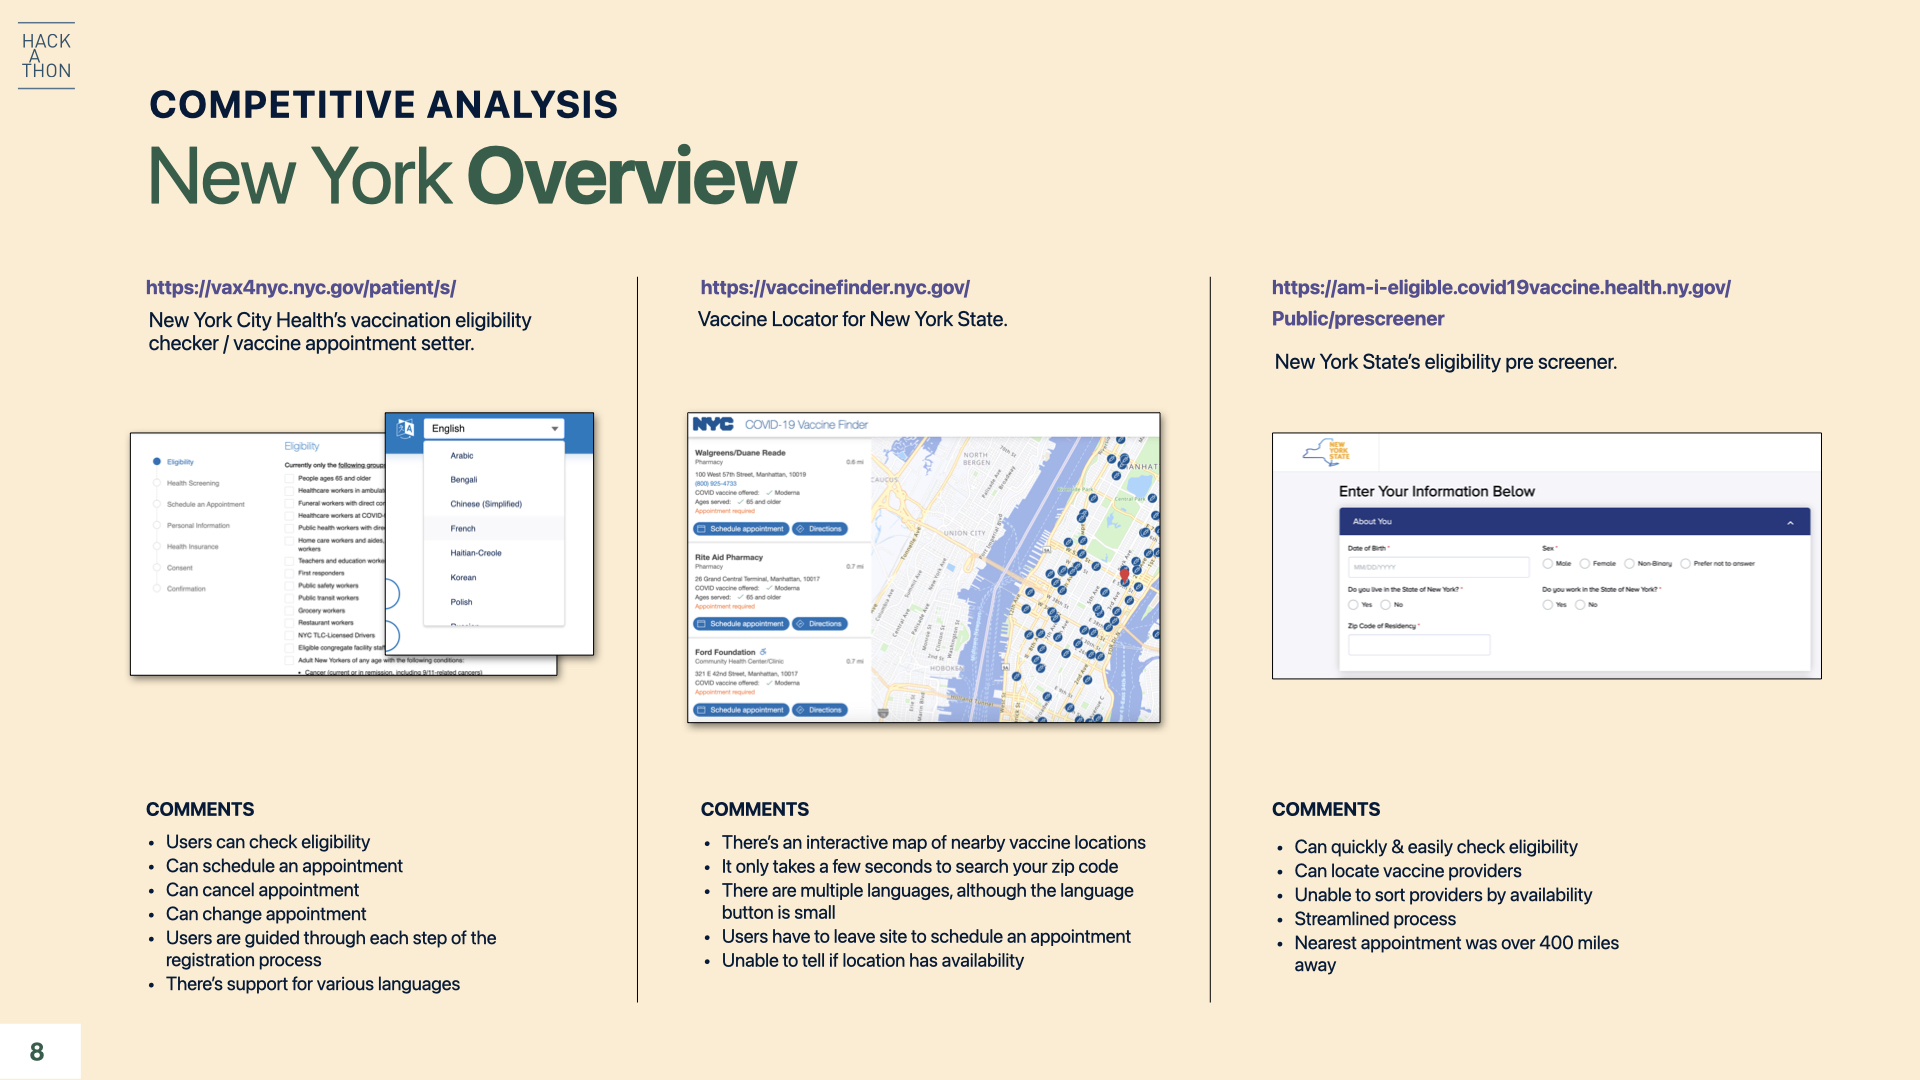 HACK
A
THON
COMPETITIVE ANALYSIS
New York Overview
https://vax4nyc.nyc.gov/patient/s/
New York City Health's vaccination eligibility
checker / vaccine appointment setter.
Eligibility
Health Screening
Schedule an Appointment
Personal Information
Health Insurance
Consent
Confirmation
Eligibility
Currently only the following groups
People ages 65 and older
Healthcare workers in ambulat
Funeral workers with direct con
Healthcare workers at COVID-
Public health workers with direc
Home care workers and aides,
workers
Teachers and education worke
First responders
Public safety workers
Public transit workers
Grocery workers
Restaurant workers
NYC TLC-Licensed Drivers
Eligible congregate facility staff
Adult New Yorkers of any age with the following conditions:
• Cancer (current or in remission, including 9/11-related cancers)
English
Arabic
Bengali
Chinese (Simplified)
French
Haitian-Creole
Korean
Polish
https://vaccinefinder.nyc.gov/
Vaccine Locator for New York State.
NYC COVID-19 Vaccine Finder
Walgreens/Duane Reade
Pharmacy 0.6 mi
100 West 57th Street, Manhattan, 10019
(800) 925-4733
COVID vaccine offered: ✓ Moderna
Ages served: ✓ 65 and older
Appointment required
Schedule appointment Directions
Rite Aid Pharmacy
Pharmacy 0.7 mi
26 Grand Central Terminal, Manhattan, 10017
COVID vaccine offered: ✓ Moderna
Ages served: ✓ 65 and older
Appointment required
Schedule appointment Directions
Ford Foundation
Community Health Center/Clinic 0.7 mi
321 E 42nd Street, Manhattan, 10017
COVID vaccine offered: ✓ Moderna
Appointment required
Schedule appointment Directions
NORTH
BERGEN
CAUCUS
UNION CITY
HOBOKEN
MANHAT
Central Park
https://am-i-eligible.covid19vaccine.health.ny.gov/
Public/prescreener
New York State's eligibility pre screener.
NEW
YORK
STATE
Enter Your Information Below
About You
Date of Birth *
MM/DD/YYYY
Sex *
Male Female Non-Binary Prefer not to answer
Do you live in the State of New York? *
Yes No
Do you work in the State of New York? *
Yes No
Zip Code of Residency *
COMMENTS
• Users can check eligibility
• Can schedule an appointment
• Can cancel appointment
• Can change appointment
• Users are guided through each step of the
registration process
• There's support for various languages
COMMENTS
• There's an interactive map of nearby vaccine locations
• It only takes a few seconds to search your zip code
• There are multiple languages, although the language
button is small
• Users have to leave site to schedule an appointment
• Unable to tell if location has availability
COMMENTS
• Can quickly & easily check eligibility
• Can locate vaccine providers
• Unable to sort providers by availability
• Streamlined process
• Nearest appointment was over 400 miles
away
8